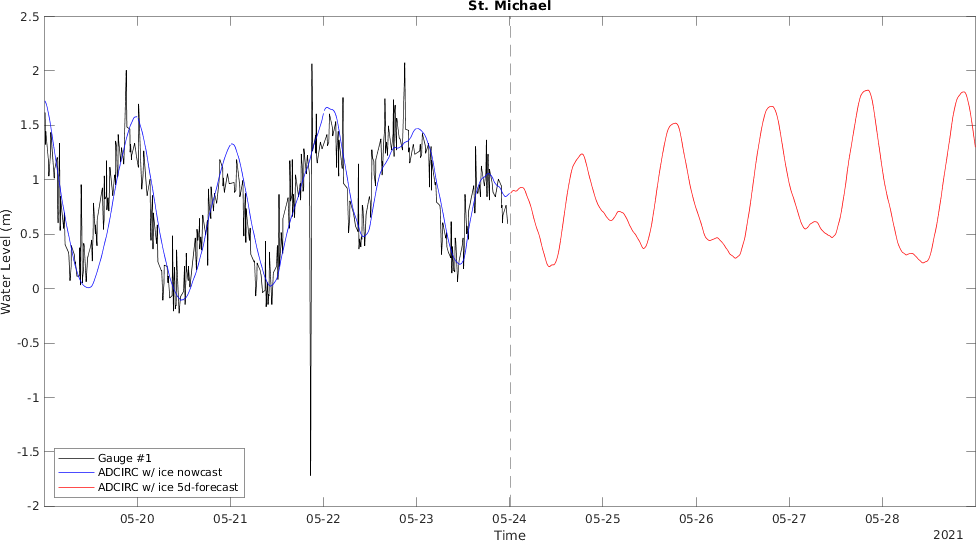 St. Michael
2.5
2
1.5
1
0.5
0
-0.5
-1
-1.5
-2
Water Level (m)
Gauge #1
ADCIRC w/ ice nowcast
ADCIRC w/ ice 5d-forecast
05-20 05-21 05-22 05-23 05-24 05-25 05-26 05-27 05-28
Time
2021